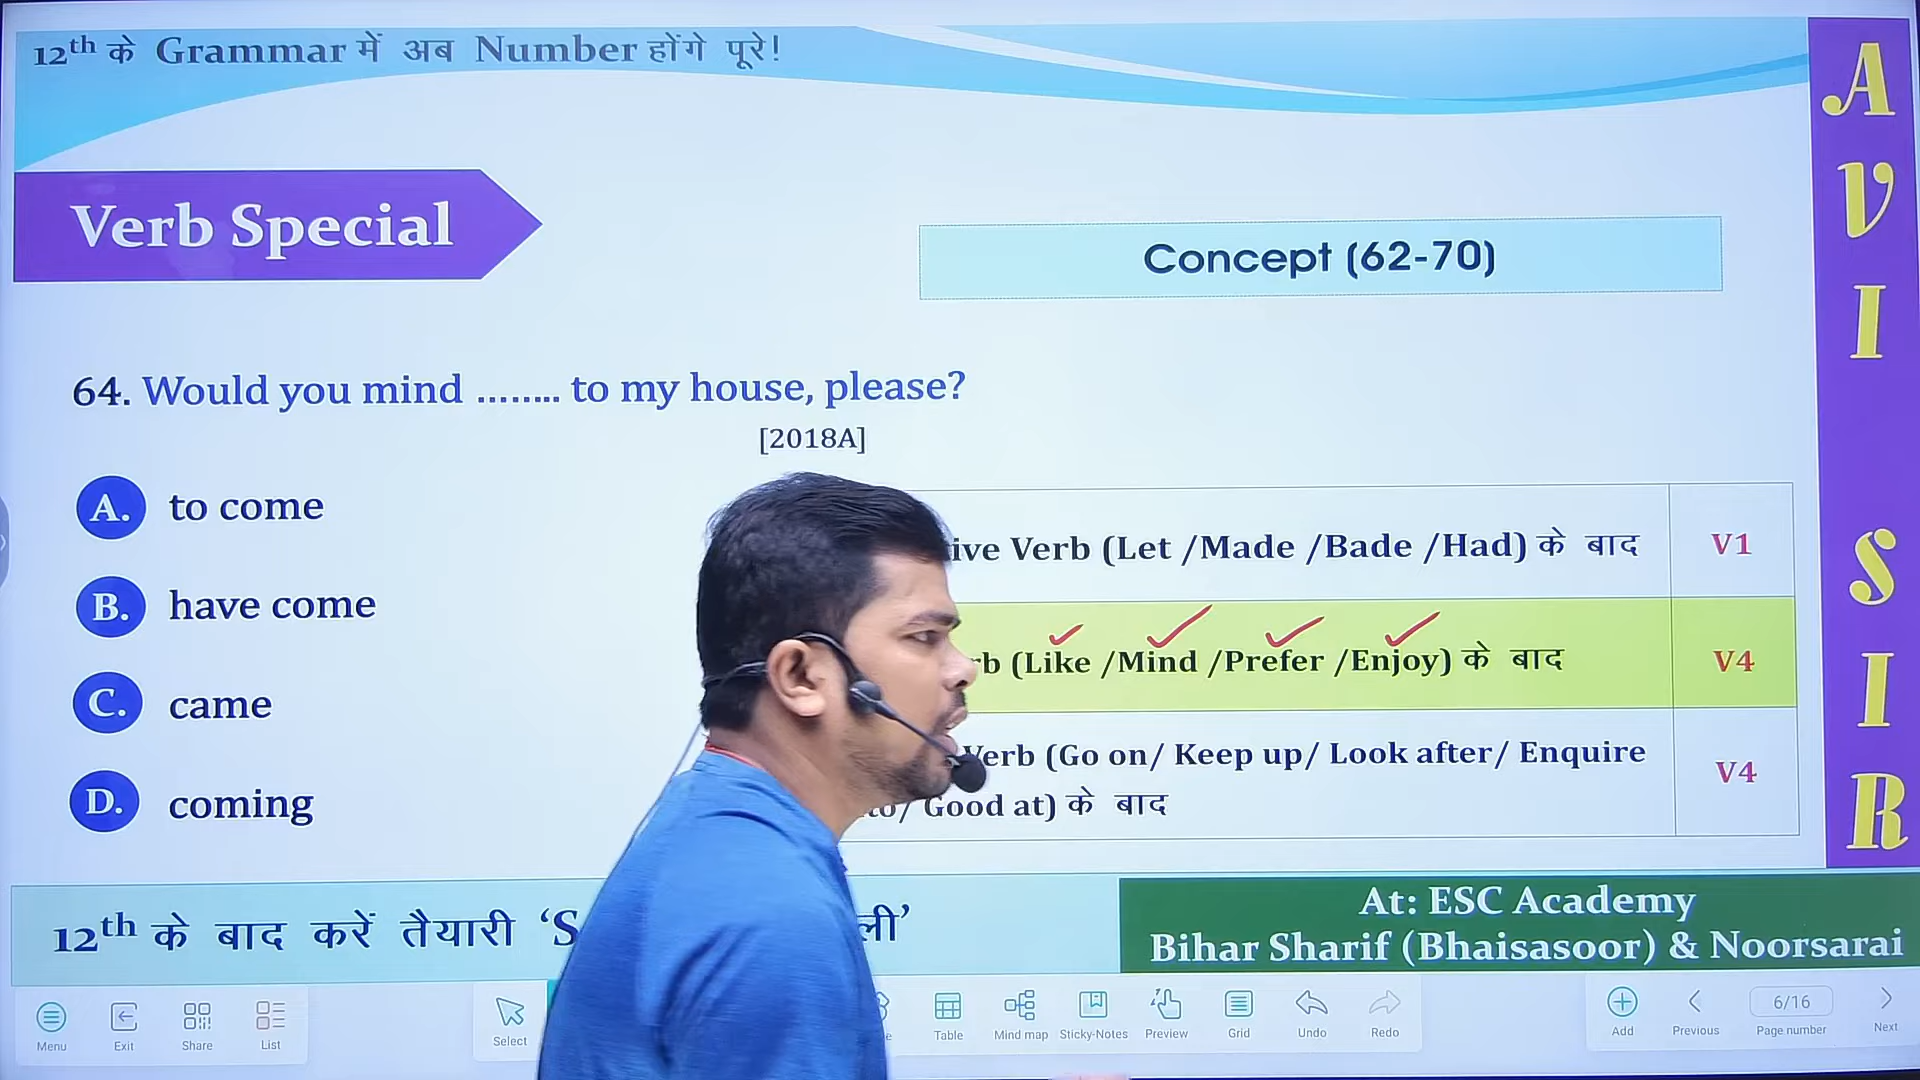 12th के Grammar में अब Number होंगे पूरे!
Verb Special
Concept (62-70)
64. Would you mind ........ to my house, please?
[2018A]
A. to come
B. have come
C. came
D. coming
Verb (Let /Made /Bade /Had) के बाद V1
(Like /Mind /Prefer /Enjoy) के बाद V4
Verb (Go on/ Keep up/ Look after/ Enquire V4
Good at) के बाद
12th के बाद करें तैयारी ‘S
At: ESC Academy
Bihar Sharif (Bhaisasoor) & Noorsarai
AVI SIR
Menu Exit Share List Select Table Mind map Sticky-Notes Preview Grid Undo Redo Add Previous 6/16 Page number Next